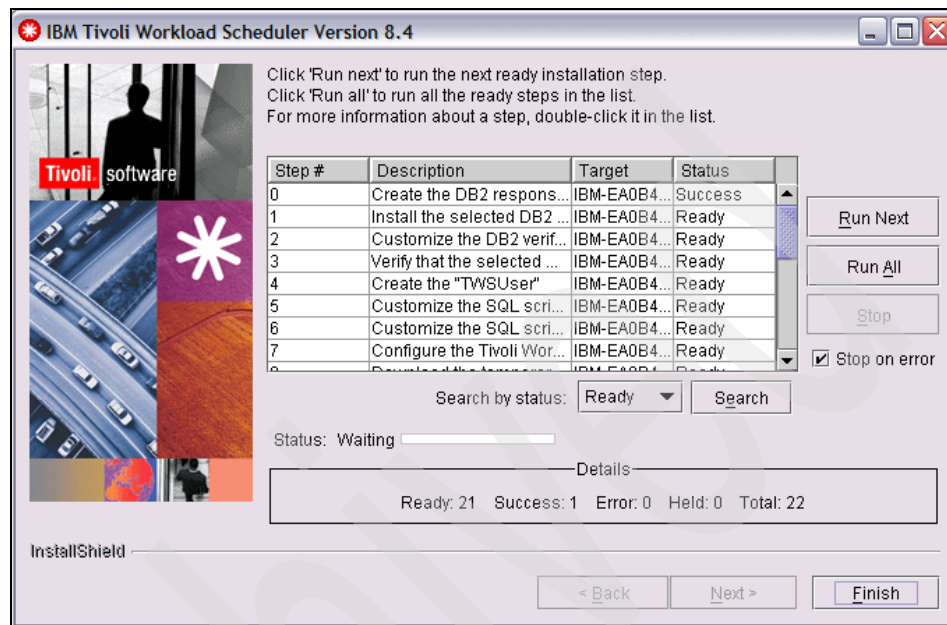 IBM Tivoli Workload Scheduler Version 8.4
Click 'Run next' to run the next ready installation step.
Click 'Run all' to run all the ready steps in the list.
For more information about a step, double-click it in the list.
Tivoli software
Step # Description Target Status
0 Create the DB2 respons... IBM-EA0B4... Success
1 Install the selected DB2 ... IBM-EA0B4... Ready
2 Customize the DB2 verif... IBM-EA0B4... Ready
3 Verify that the selected ... IBM-EA0B4... Ready
4 Create the "TWSUser" IBM-EA0B4... Ready
5 Customize the SQL scri... IBM-EA0B4... Ready
6 Customize the SQL scri... IBM-EA0B4... Ready
7 Configure the Tivoli Wor... IBM-EA0B4... Ready
Run Next
Run All
Stop
Stop on error
Search by status: Ready Search
Status: Waiting
Details
Ready: 21 Success: 1 Error: 0 Held: 0 Total: 22
InstallShield
< Back Next > Finish